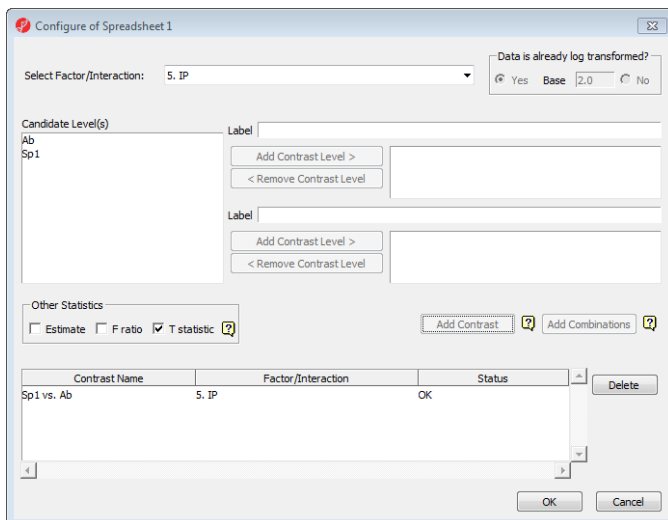 Configure of Spreadsheet 1
Data is already log transformed?
Select Factor/Interaction: 5. IP
Yes Base 2.0 No
Candidate Level(s)
Label
Ab
Sp1
Add Contrast Level >
< Remove Contrast Level
Label
Add Contrast Level >
< Remove Contrast Level
Other Statistics
Estimate F ratio T statistic ?
Add Contrast ? Add Combinations ?
Contrast Name Factor/Interaction Status
Delete
Sp1 vs. Ab 5. IP OK
OK Cancel